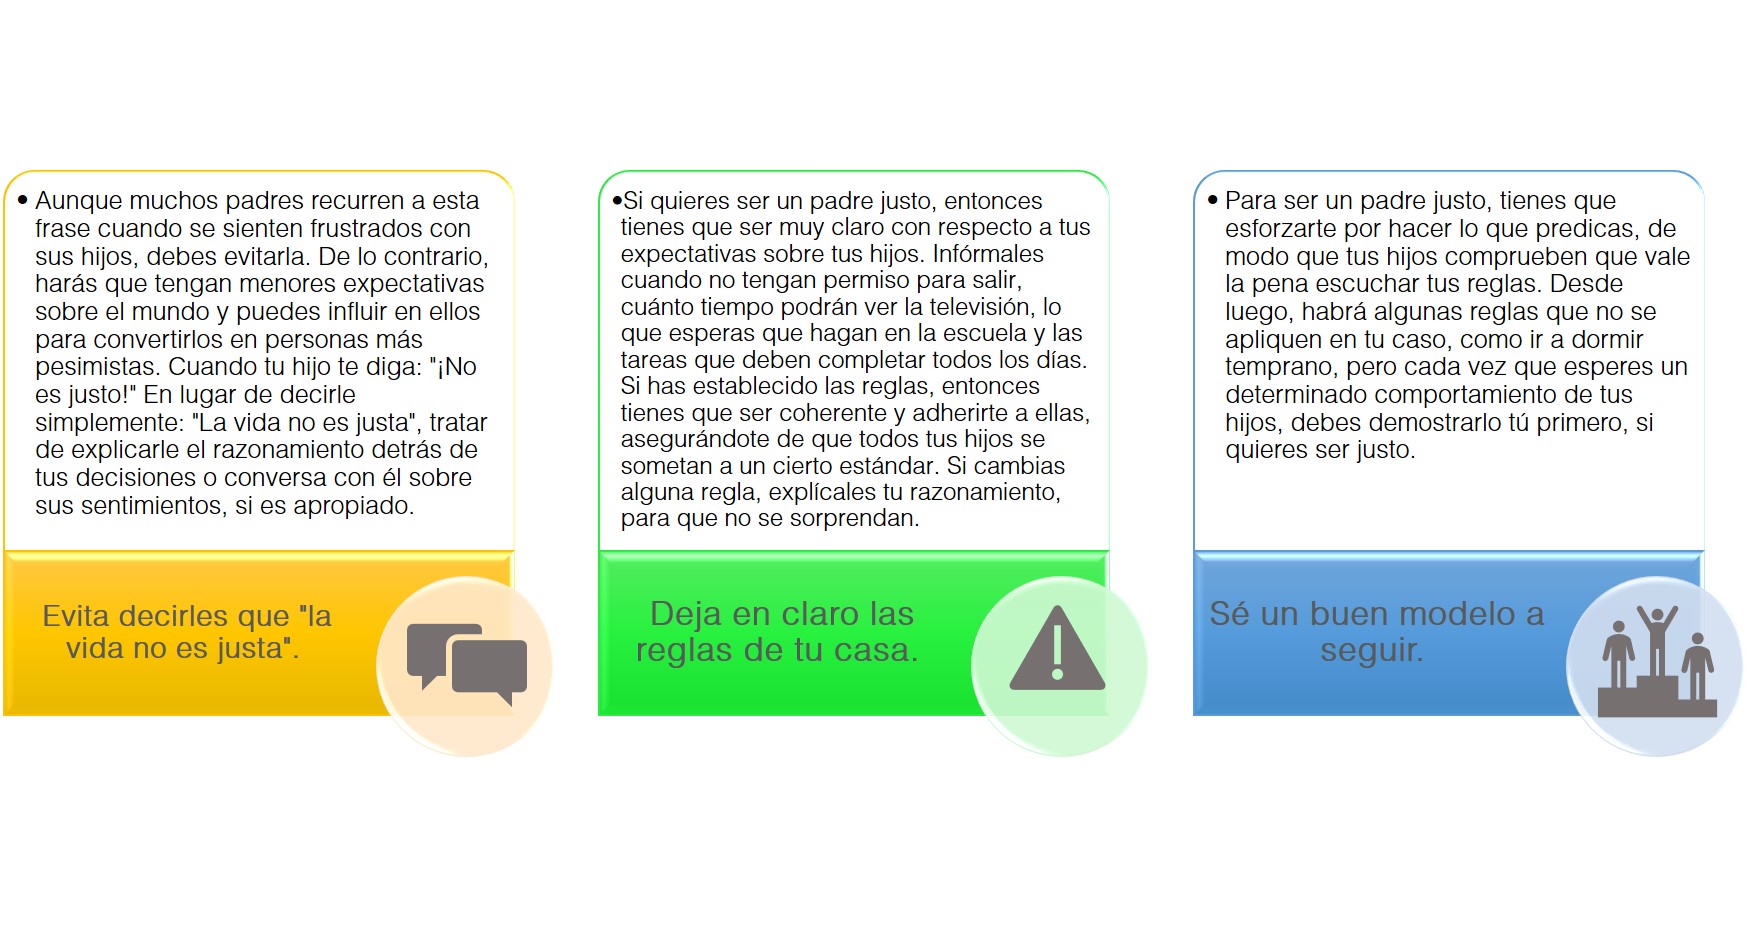 • Aunque muchos padres recurren a esta
frase cuando se sienten frustrados con
sus hijos, debes evitarla. De lo contrario,
harás que tengan menores expectativas
sobre el mundo y puedes influir en ellos
para convertirlos en personas más
pesimistas. Cuando tu hijo te diga: "¡No
es justo!" En lugar de decirle
simplemente: "La vida no es justa", tratar
de explicarle el razonamiento detrás de
tus decisiones o conversa con él sobre
sus sentimientos, si es apropiado.
Evita decirles que "la
vida no es justa".
•Si quieres ser un padre justo, entonces
tienes que ser muy claro con respecto a tus
expectativas sobre tus hijos. Infórmales
cuando no tengan permiso para salir,
cuánto tiempo podrán ver la televisión, lo
que esperas que hagan en la escuela y las
tareas que deben completar todos los días.
Si has establecido las reglas, entonces
tienes que ser coherente y adherirte a ellas,
asegurándote de que todos tus hijos se
sometan a un cierto estándar. Si cambias
alguna regla, explícales tu razonamiento,
para que no se sorprendan.
Deja en claro las
reglas de tu casa.
• Para ser un padre justo, tienes que
esforzarte por hacer lo que predicas, de
modo que tus hijos comprueben que vale
la pena escuchar tus reglas. Desde
luego, habrá algunas reglas que no se
apliquen en tu caso, como ir a dormir
temprano, pero cada vez que esperes un
determinado comportamiento de tus
hijos, debes demostrarlo tú primero, si
quieres ser justo.
Sé un buen modelo a
seguir.